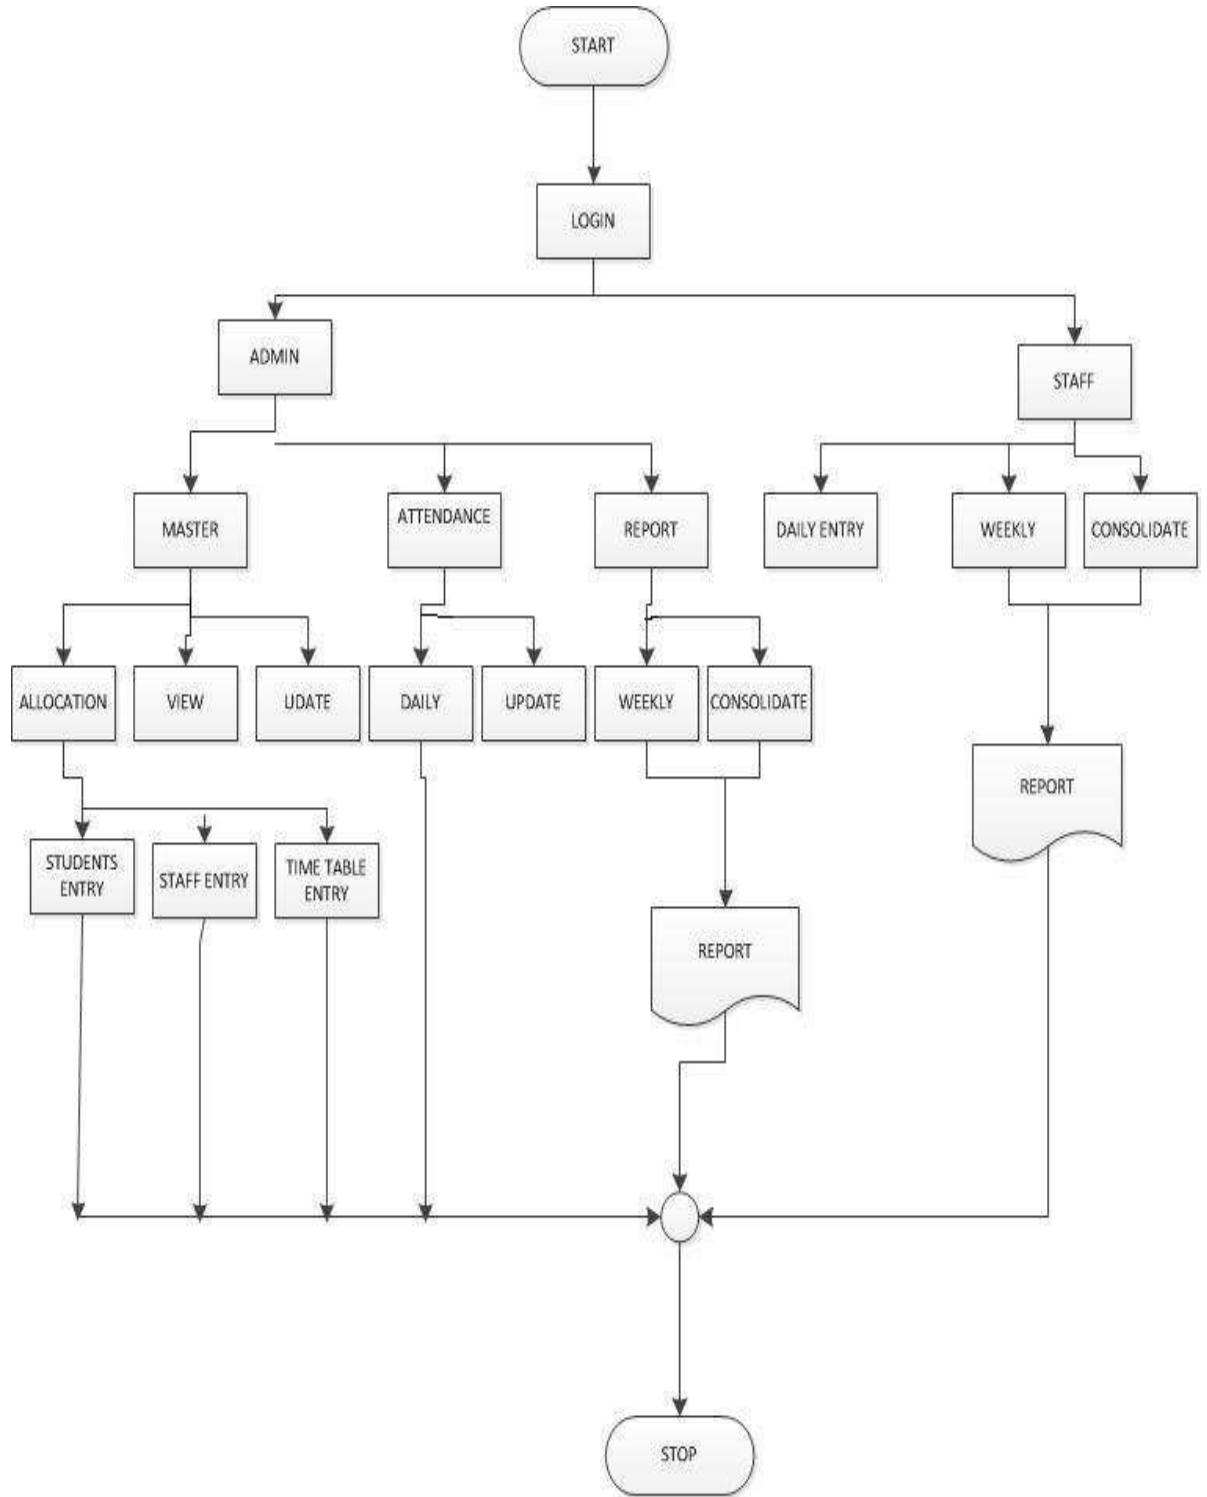 START
LOGIN
ADMIN
STAFF
MASTER
ATTENDANCE
REPORT
DAILY ENTRY
WEEKLY
CONSOLIDATE
ALLOCATION
VIEW
UDATE
DAILY
UPDATE
WEEKLY
CONSOLIDATE
REPORT
STUDENTS
ENTRY
STAFF ENTRY
TIME TABLE
ENTRY
REPORT
STOP